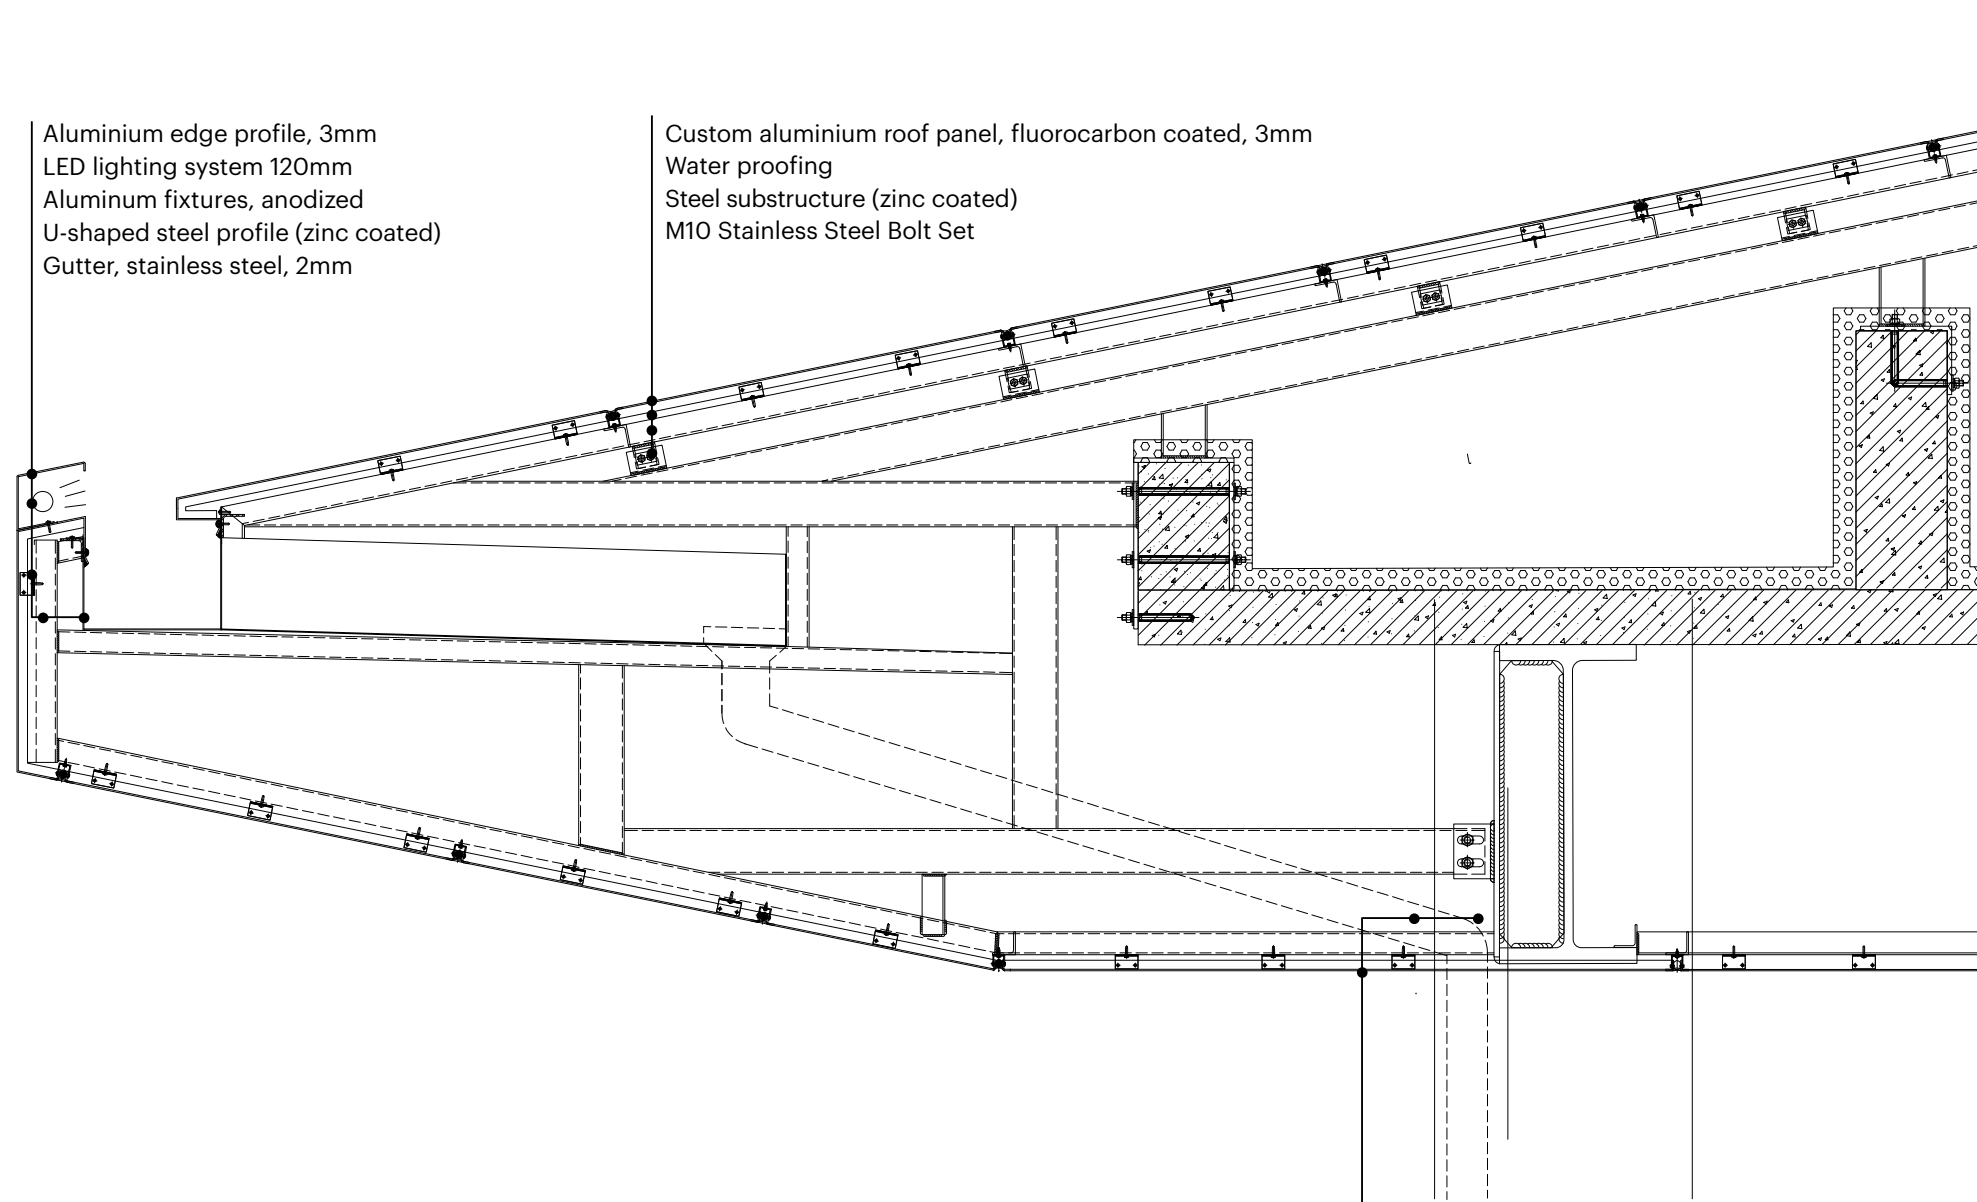 Aluminium edge profile, 3mm
LED lighting system 120mm
Aluminum fixtures, anodized
U-shaped steel profile (zinc coated)
Gutter, stainless steel, 2mm
Custom aluminium roof panel, fluorocarbon coated, 3mm
Water proofing
Steel substructure (zinc coated)
M10 Stainless Steel Bolt Set